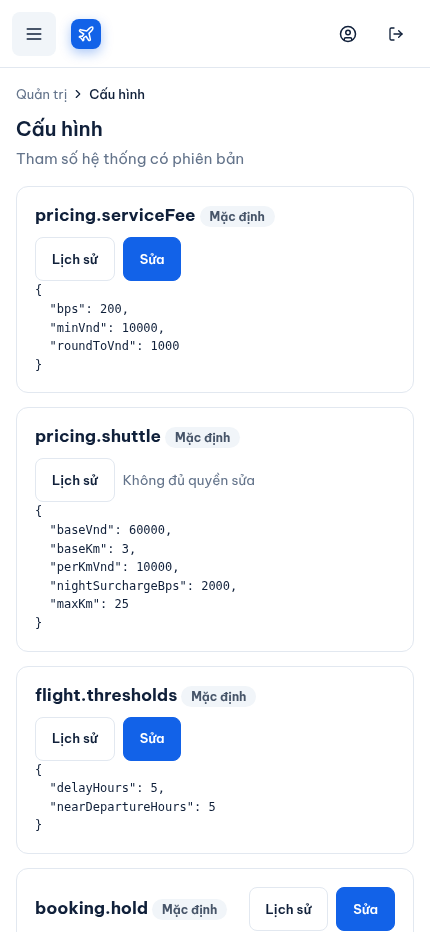 Quản trị > Cấu hình
Cấu hình
Tham số hệ thống có phiên bản
pricing.serviceFee Mặc định
Lịch sử Sửa
{
  "bps": 200,
  "minVnd": 10000,
  "roundToVnd": 1000
}
pricing.shuttle Mặc định
Lịch sử Không đủ quyền sửa
{
  "baseVnd": 60000,
  "baseKm": 3,
  "perKmVnd": 10000,
  "nightSurchargeBps": 2000,
  "maxKm": 25
}
flight.thresholds Mặc định
Lịch sử Sửa
{
  "delayHours": 5,
  "nearDepartureHours": 5
}
booking.hold Mặc định Lịch sử Sửa